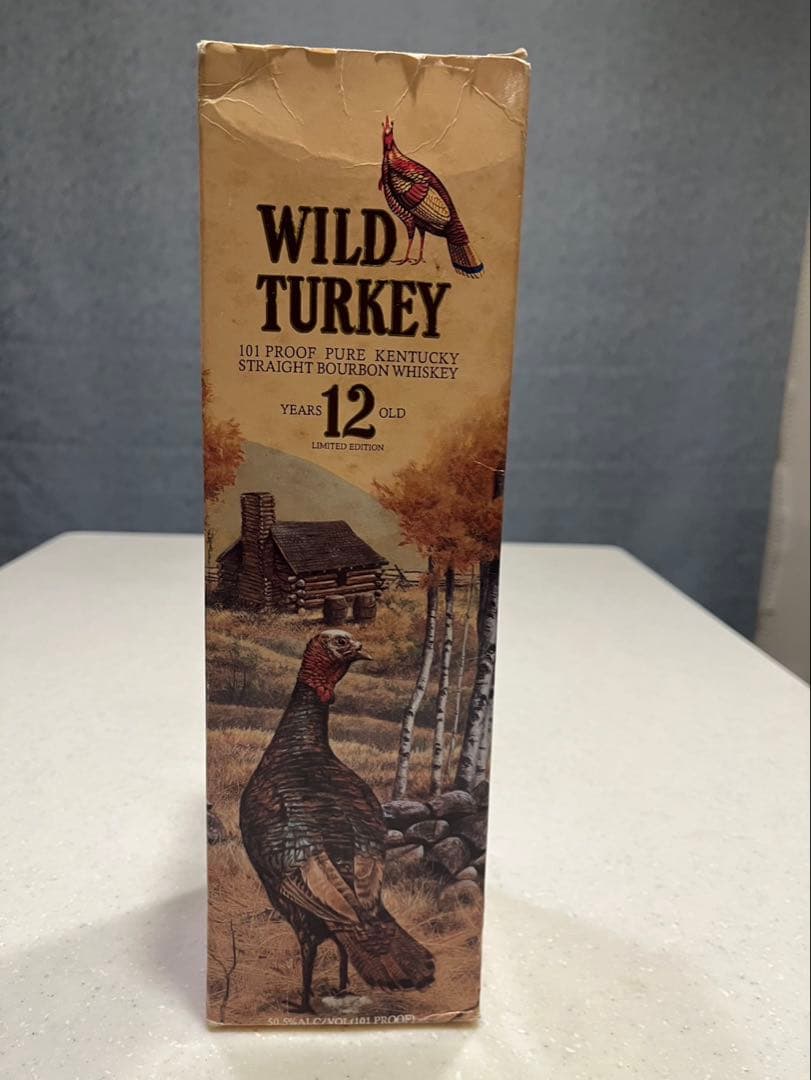 WILD
TURKEY
101 PROOF PURE KENTUCKY
STRAIGHT BOURBON WHISKEY
YEARS 12 OLD
LIMITED EDITION
50.5% ALC/VOL (101 PROOF)